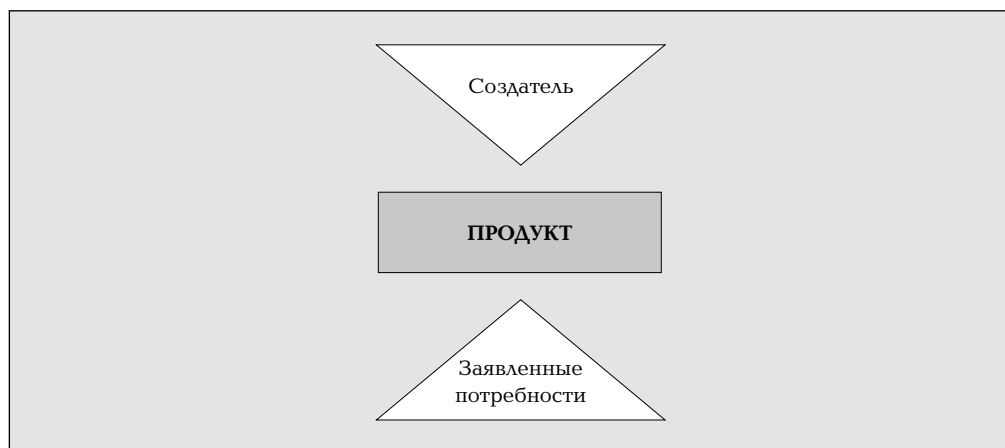 Создатель
ПРОДУКТ
Заявленные
потребности